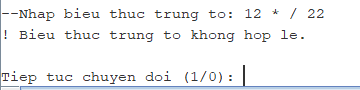 --Nhap bieu thuc trung to: 12 * / 22
! Bieu thuc trung to khong hop le.
Tiep tuc chuyen doi (1/0):